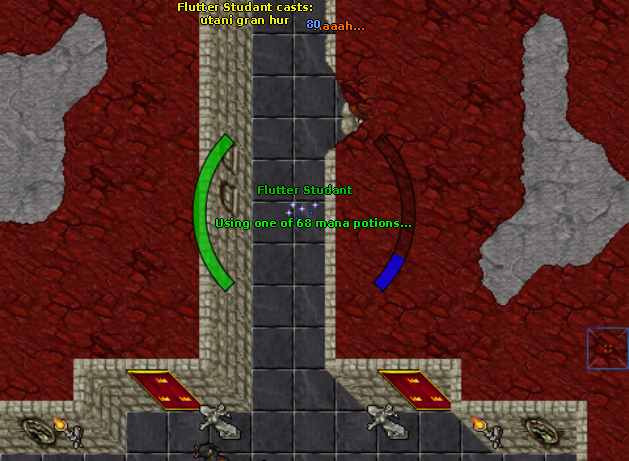 Flutter Studant casts:
utani gran hur
80
aaah...
Flutter Studant
Using one of 68 mana potions...